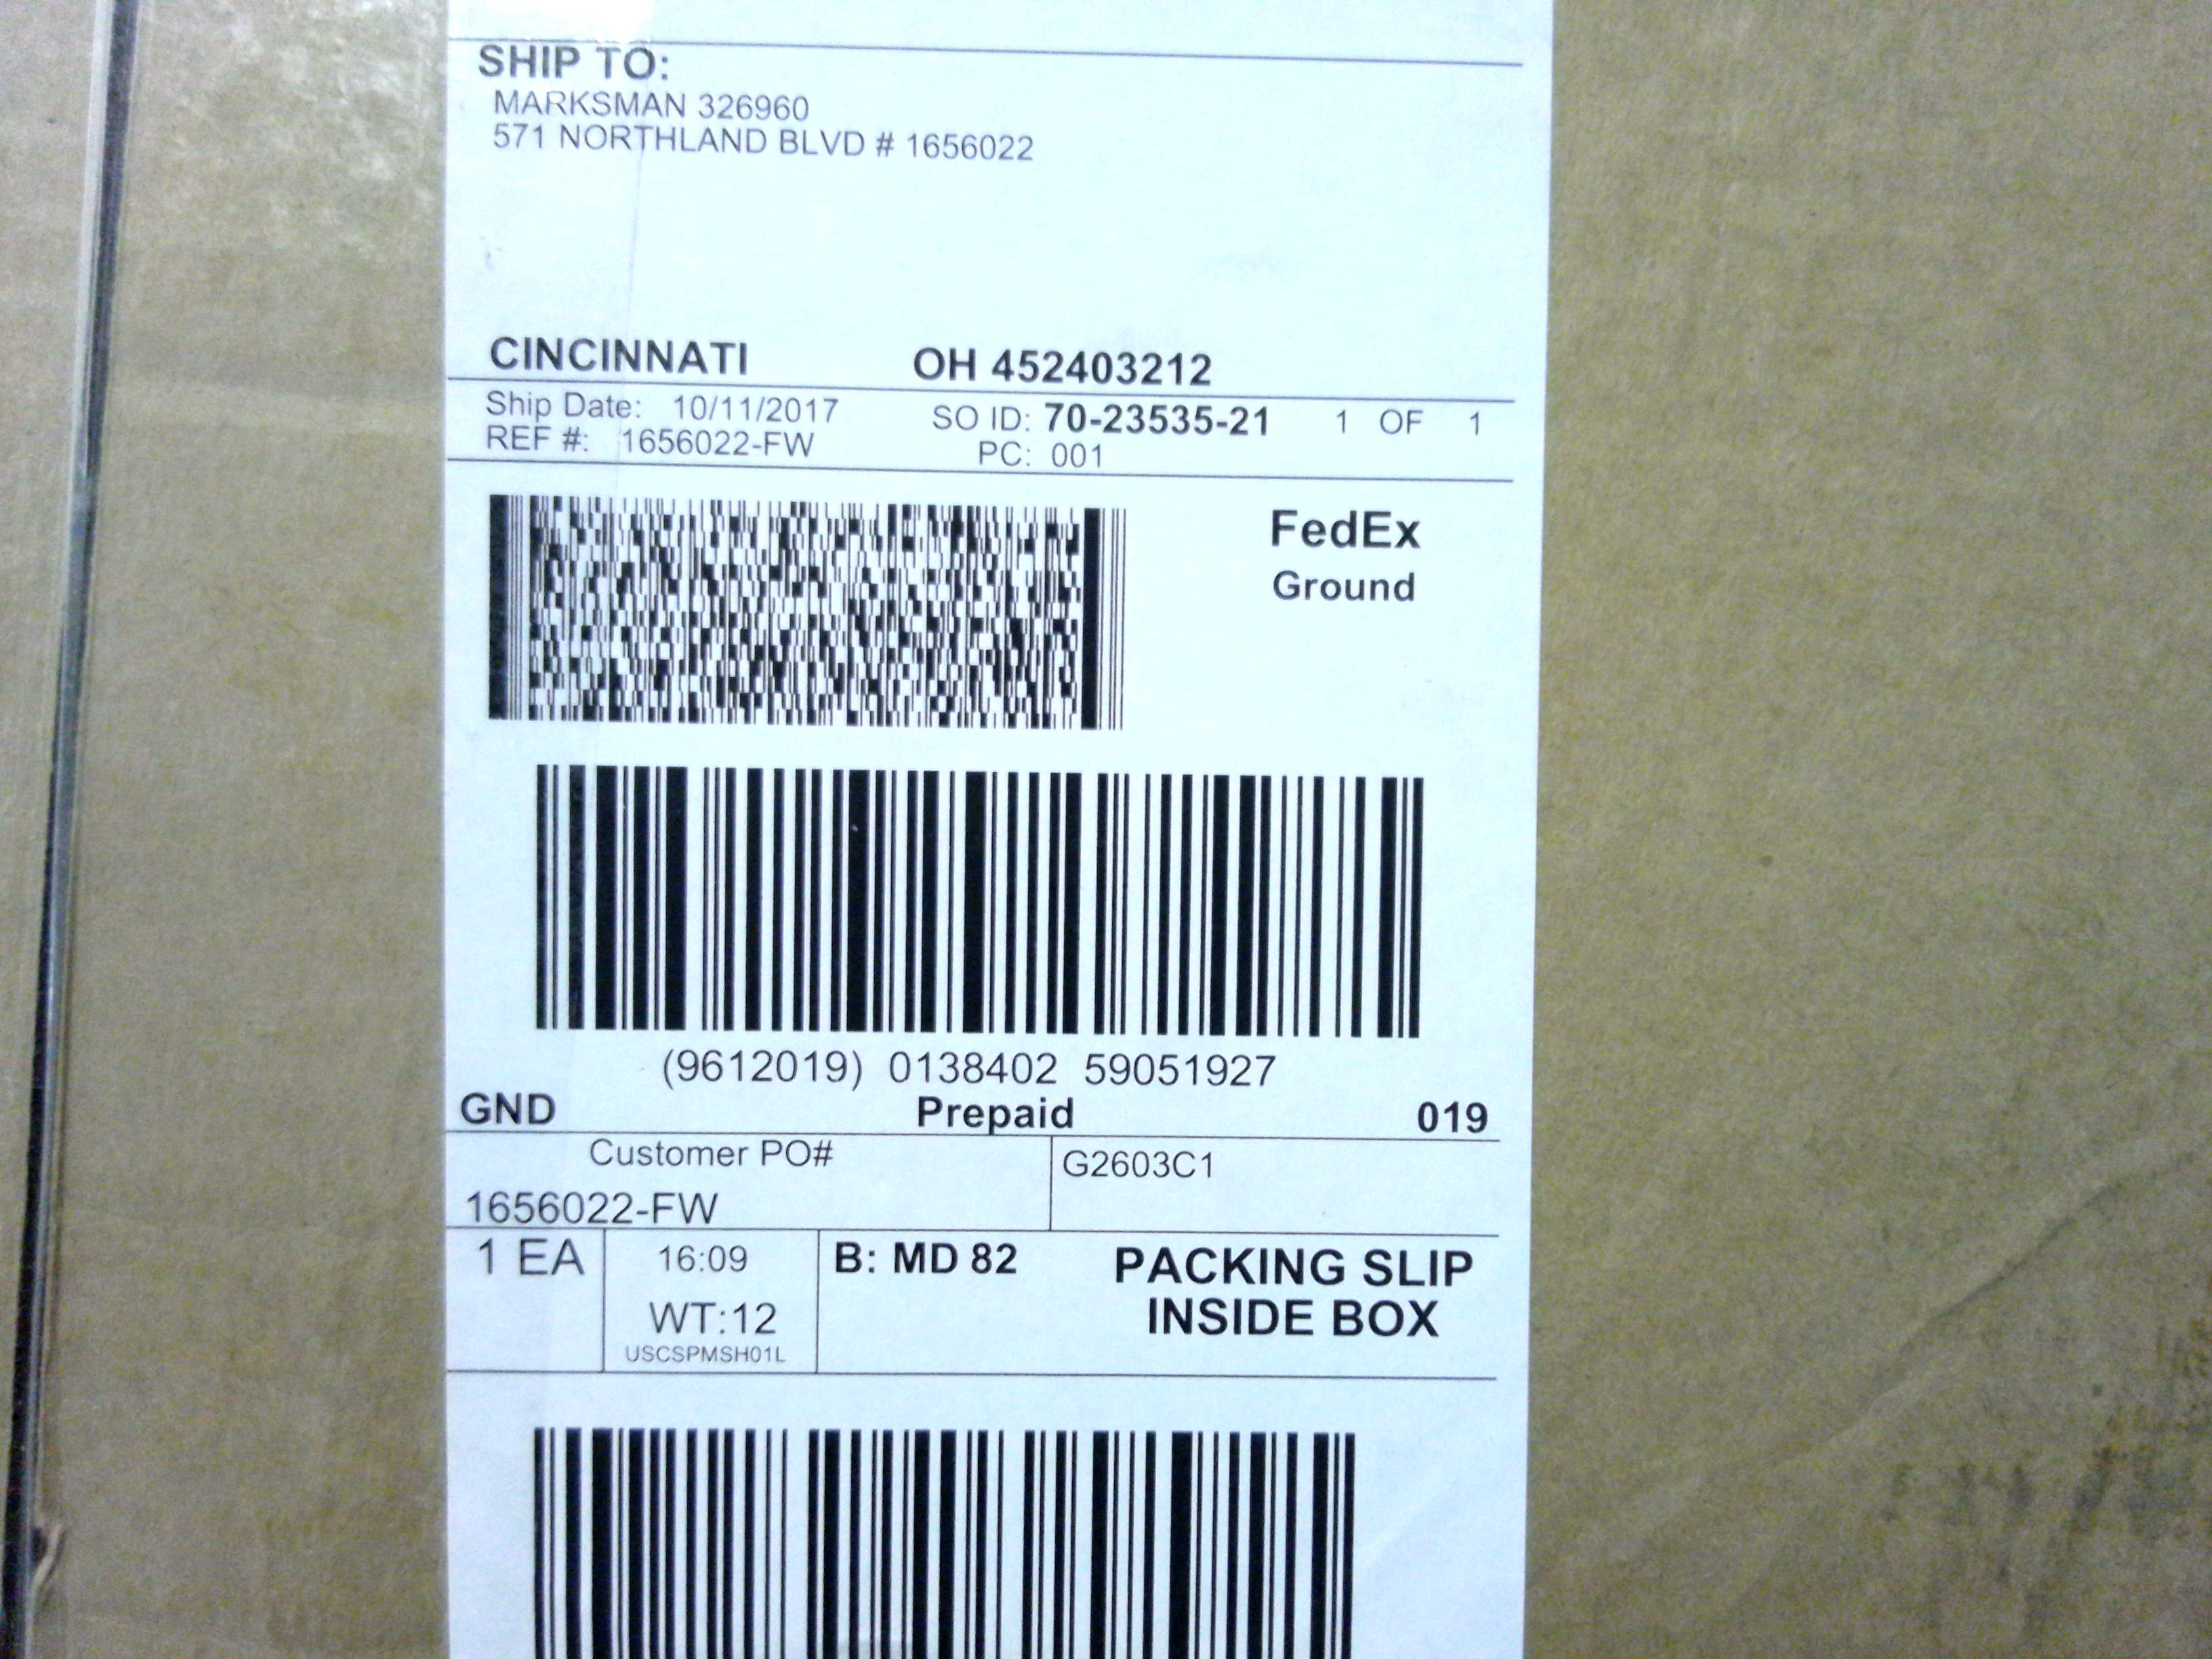 SHIP TO:
MARKSMAN 326960
571 NORTHLAND BLVD # 1656022
CINCINNATI OH 452403212
Ship Date: 10/11/2017 SO ID: 70-23535-21 1 OF 1
REF #: 1656022-FW PC: 001
FedEx
Ground
(9612019) 0138402 59051927
GND Prepaid 019
Customer PO# G2603C1
1656022-FW
1 EA 16:09 B: MD 82 PACKING SLIP
WT:12 INSIDE BOX
USCSPMSH01L